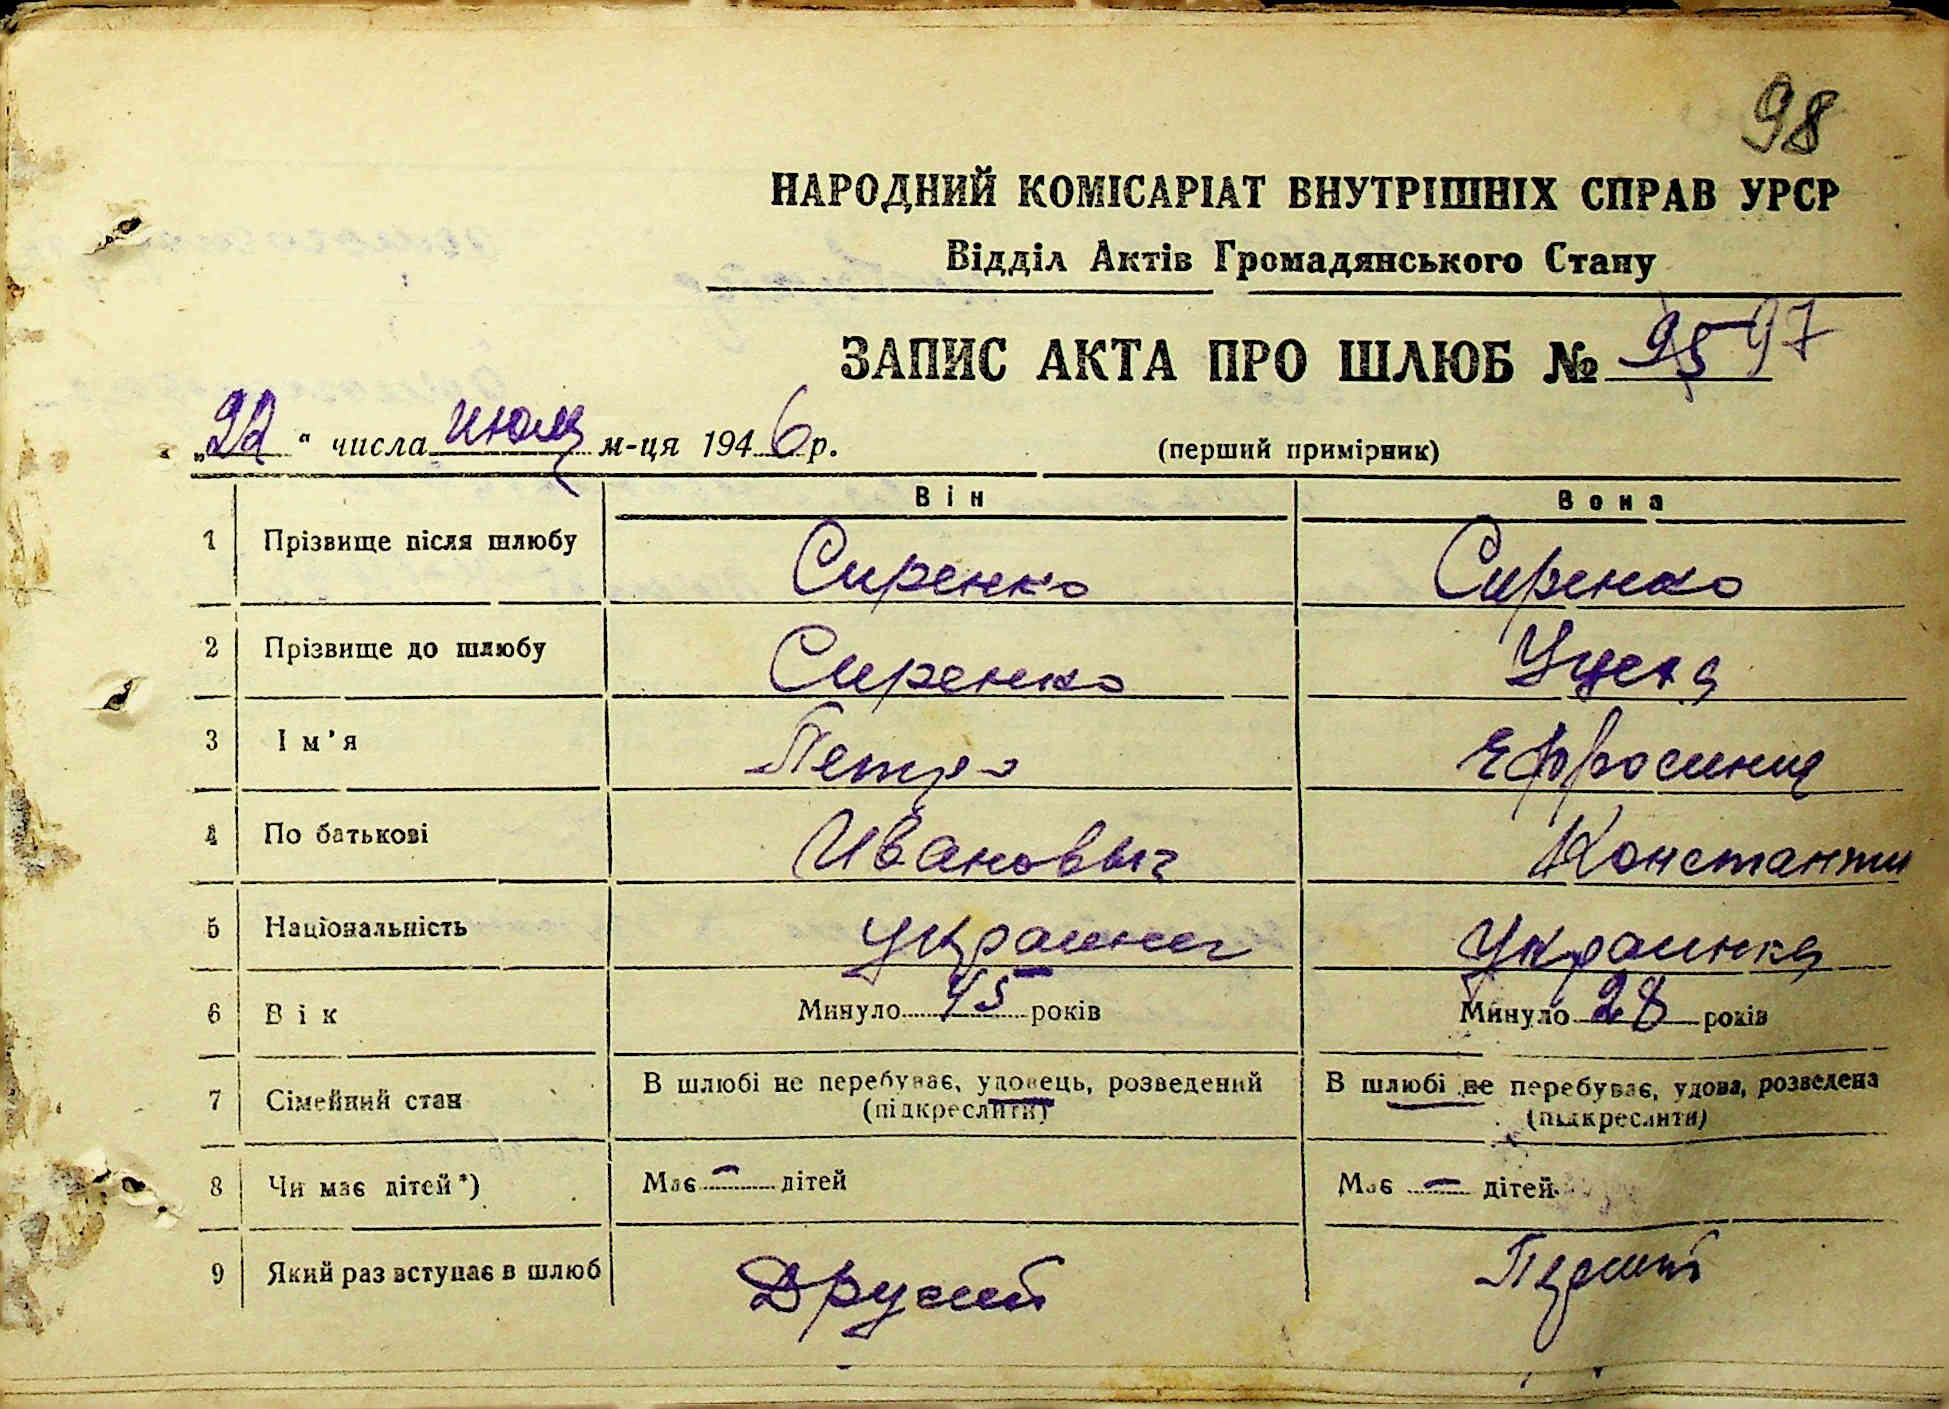 98
НАРОДНИЙ КОМІСАРІАТ ВНУТРІШНІХ СПРАВ УРСР
Відділ Актів Громадянського Стану
ЗАПИС АКТА ПРО ШЛЮБ № 95 97
„22“ числа июля м-ця 1946 р. (перший примірник)
Він Вона
1 Прізвище після шлюбу Сиренко Сиренко
2 Прізвище до шлюбу Сиренко
3 Ім'я Петро Ефросиния
4 По батькові Ивановыч Константи
5 Національність украинец Украинка
6 Вік Минуло 45 років Минуло 28 років
7 Сімейний стан В шлюбі не перебуває, удовець, розведений В шлюбі не перебуває, удова, розведена
(підкреслити) (підкреслити)
8 Чи має дітей*) Має – дітей Має – дітей
9 Який раз вступає в шлюб Другий Перший